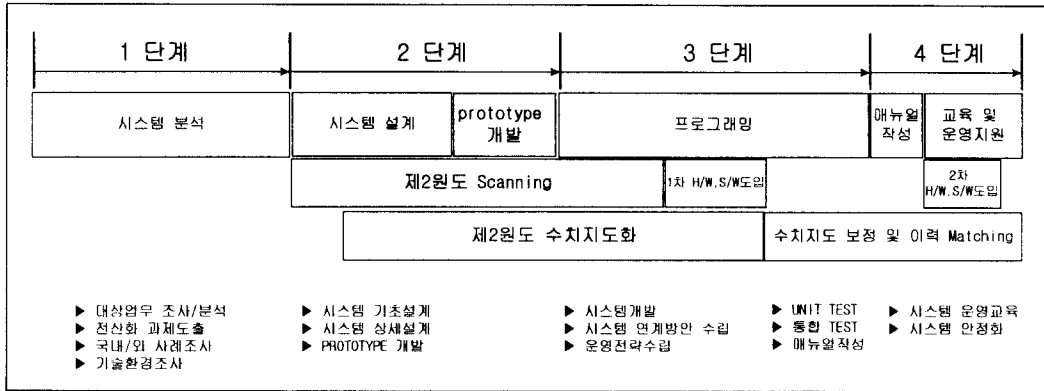 1 단계 2 단계 3 단계 4 단계
시스템 분석 시스템 설계 prototype 개발 프로그래밍 매뉴얼 작성 교육 및 운영지원
제2원도 Scanning 1차 H/W.S/W도입 2차 H/W.S/W도입
제2원도 수치지도화 수치지도 보정 및 이력 Matching
▶ 대상업무 조사/분석
▶ 전산화 과제도출
▶ 국내/외 사례조사
▶ 기술환경조사
▶ 시스템 기초설계
▶ 시스템 상세설계
▶ PROTOTYPE 개발
▶ 시스템개발
▶ 시스템 연계방안 수립
▶ 운영전략수립
▶ UNIT TEST
▶ 통합 TEST
▶ 매뉴얼작성
▶ 시스템 운영교육
▶ 시스템 안정화